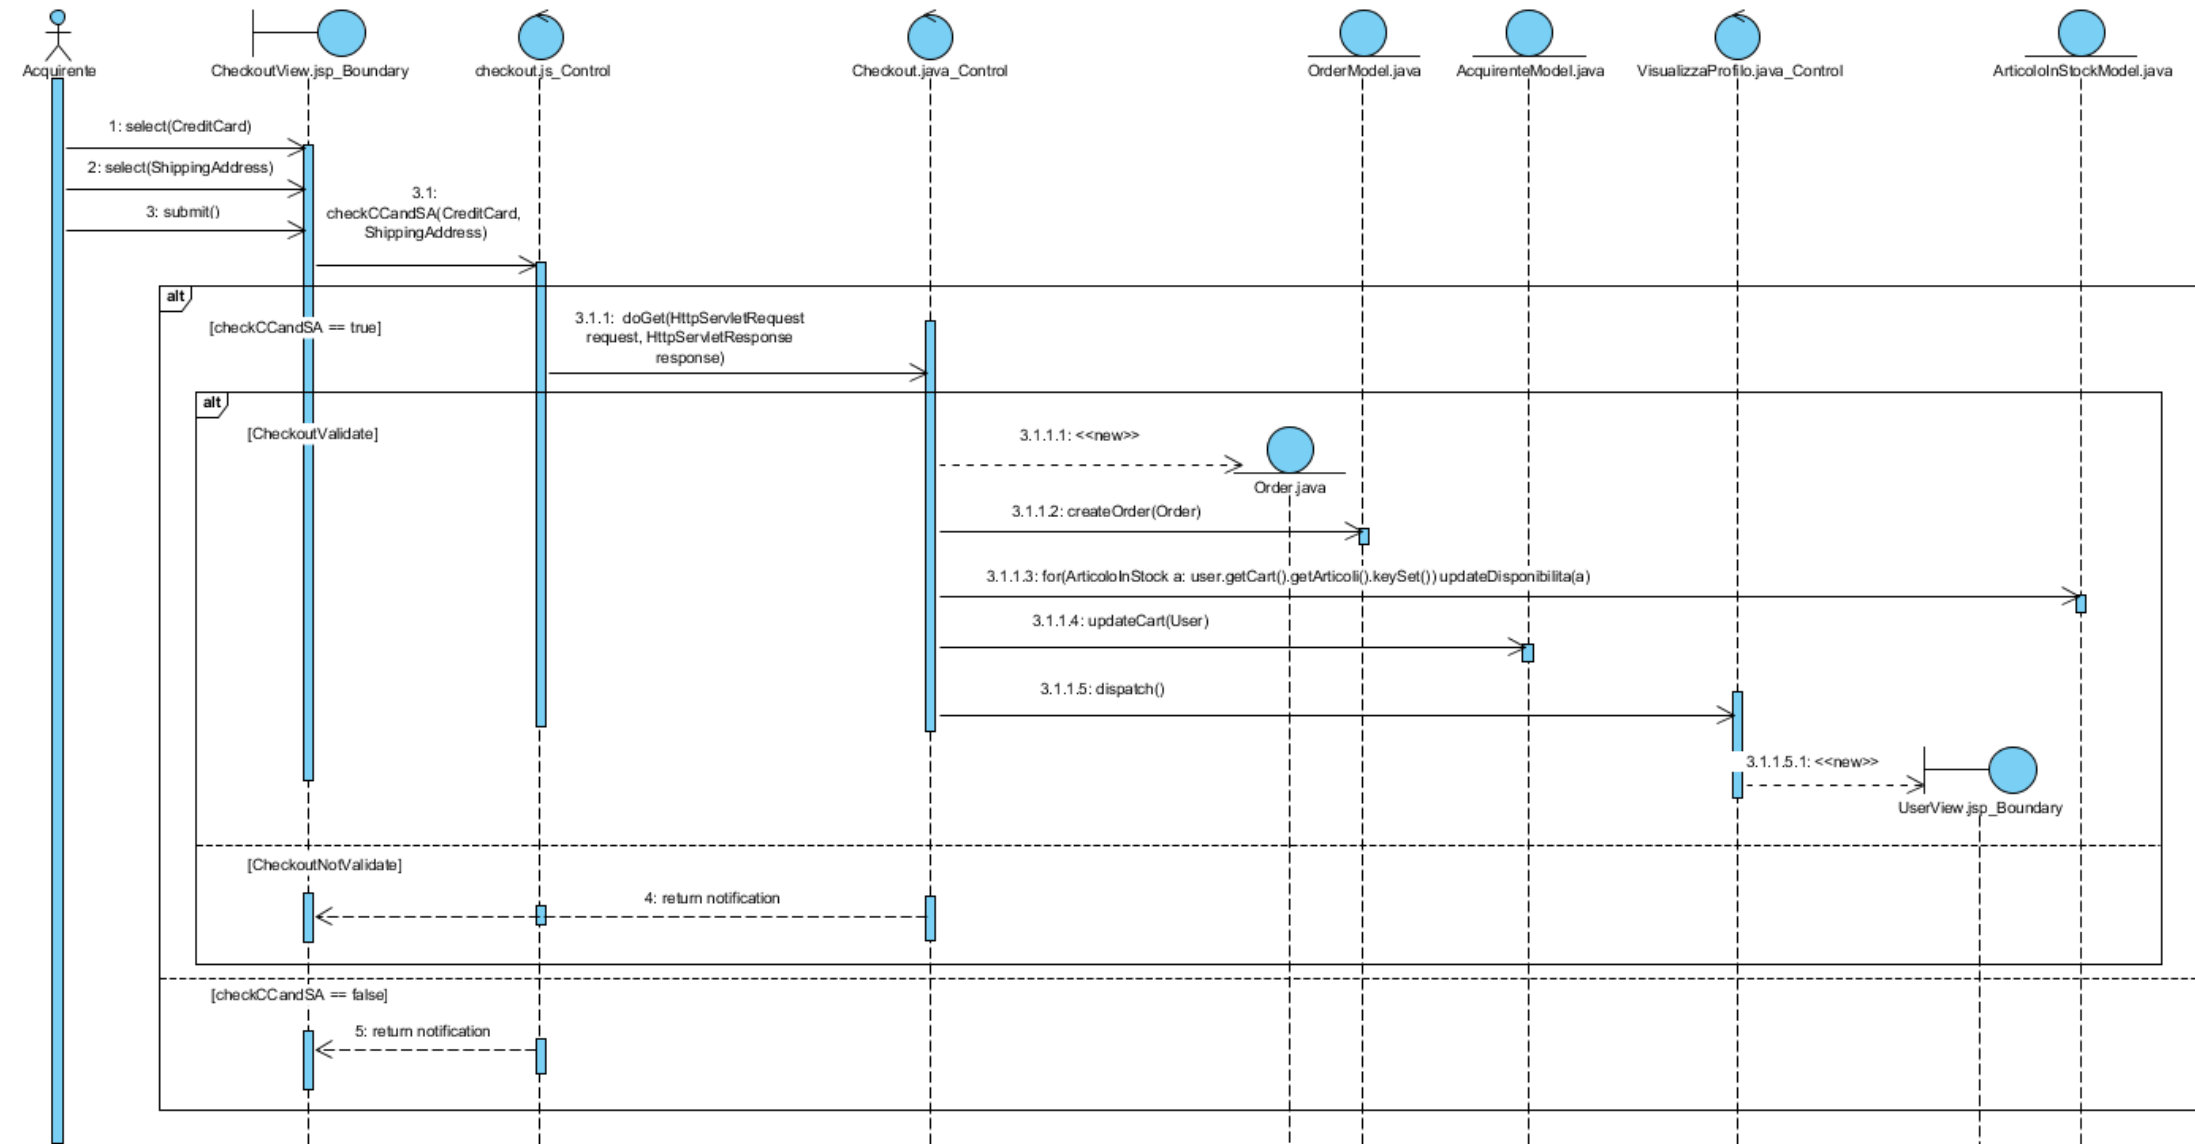 Acquirente
CheckoutView.jsp_Boundary
checkout.js_Control
Checkout.java_Control
OrderModel.java
AcquirenteModel.java
VisualizzaProfilo.java_Control
ArticoloInStockModel.java
1: select(CreditCard)
2: select(ShippingAddress)
3: submit()
3.1:
checkCCandSA(CreditCard,
ShippingAddress)
alt
[checkCCandSA == true]
3.1.1: doGet(HttpServletRequest
request, HttpServletResponse
response)
alt
[CheckoutValidate]
3.1.1.1: <<new>>
Order.java
3.1.1.2: createOrder(Order)
3.1.1.3: for(ArticoloInStock a: user.getCart().getArticoli().keySet()) updateDisponibilita(a)
3.1.1.4: updateCart(User)
3.1.1.5: dispatch()
3.1.1.5.1: <<new>>
UserView.jsp_Boundary
[CheckoutNotValidate]
4: return notification
[checkCCandSA == false]
5: return notification